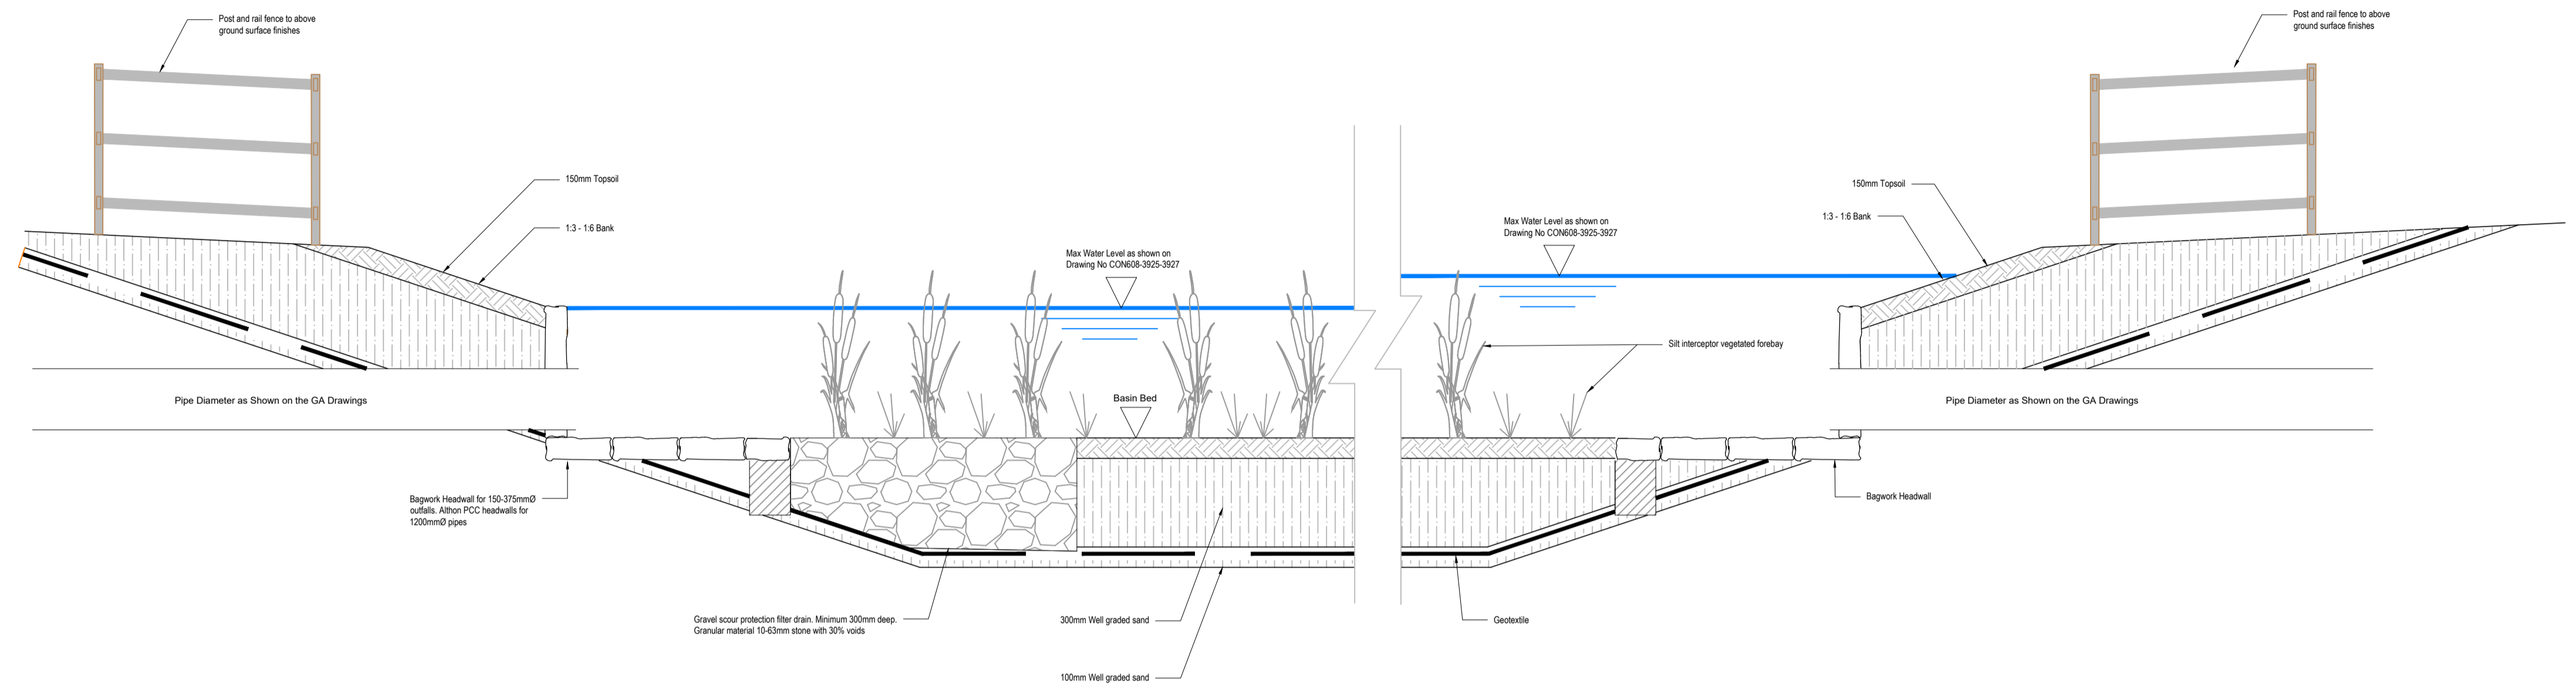 Post and rail fence to above
ground surface finishes
Post and rail fence to above
ground surface finishes
150mm Topsoil
1:3 - 1:6 Bank
150mm Topsoil
1:3 - 1:6 Bank
Max Water Level as shown on
Drawing No CON608-3925-3927
Max Water Level as shown on
Drawing No CON608-3925-3927
Silt interceptor vegetated forebay
Basin Bed
Pipe Diameter as Shown on the GA Drawings
Pipe Diameter as Shown on the GA Drawings
Bagwork Headwall for 150-375mmØ
outfalls. Althon PCC headwalls for
1200mmØ pipes
Bagwork Headwall
Gravel scour protection filter drain. Minimum 300mm deep.
Granular material 10-63mm stone with 30% voids
300mm Well graded sand
Geotextile
100mm Well graded sand